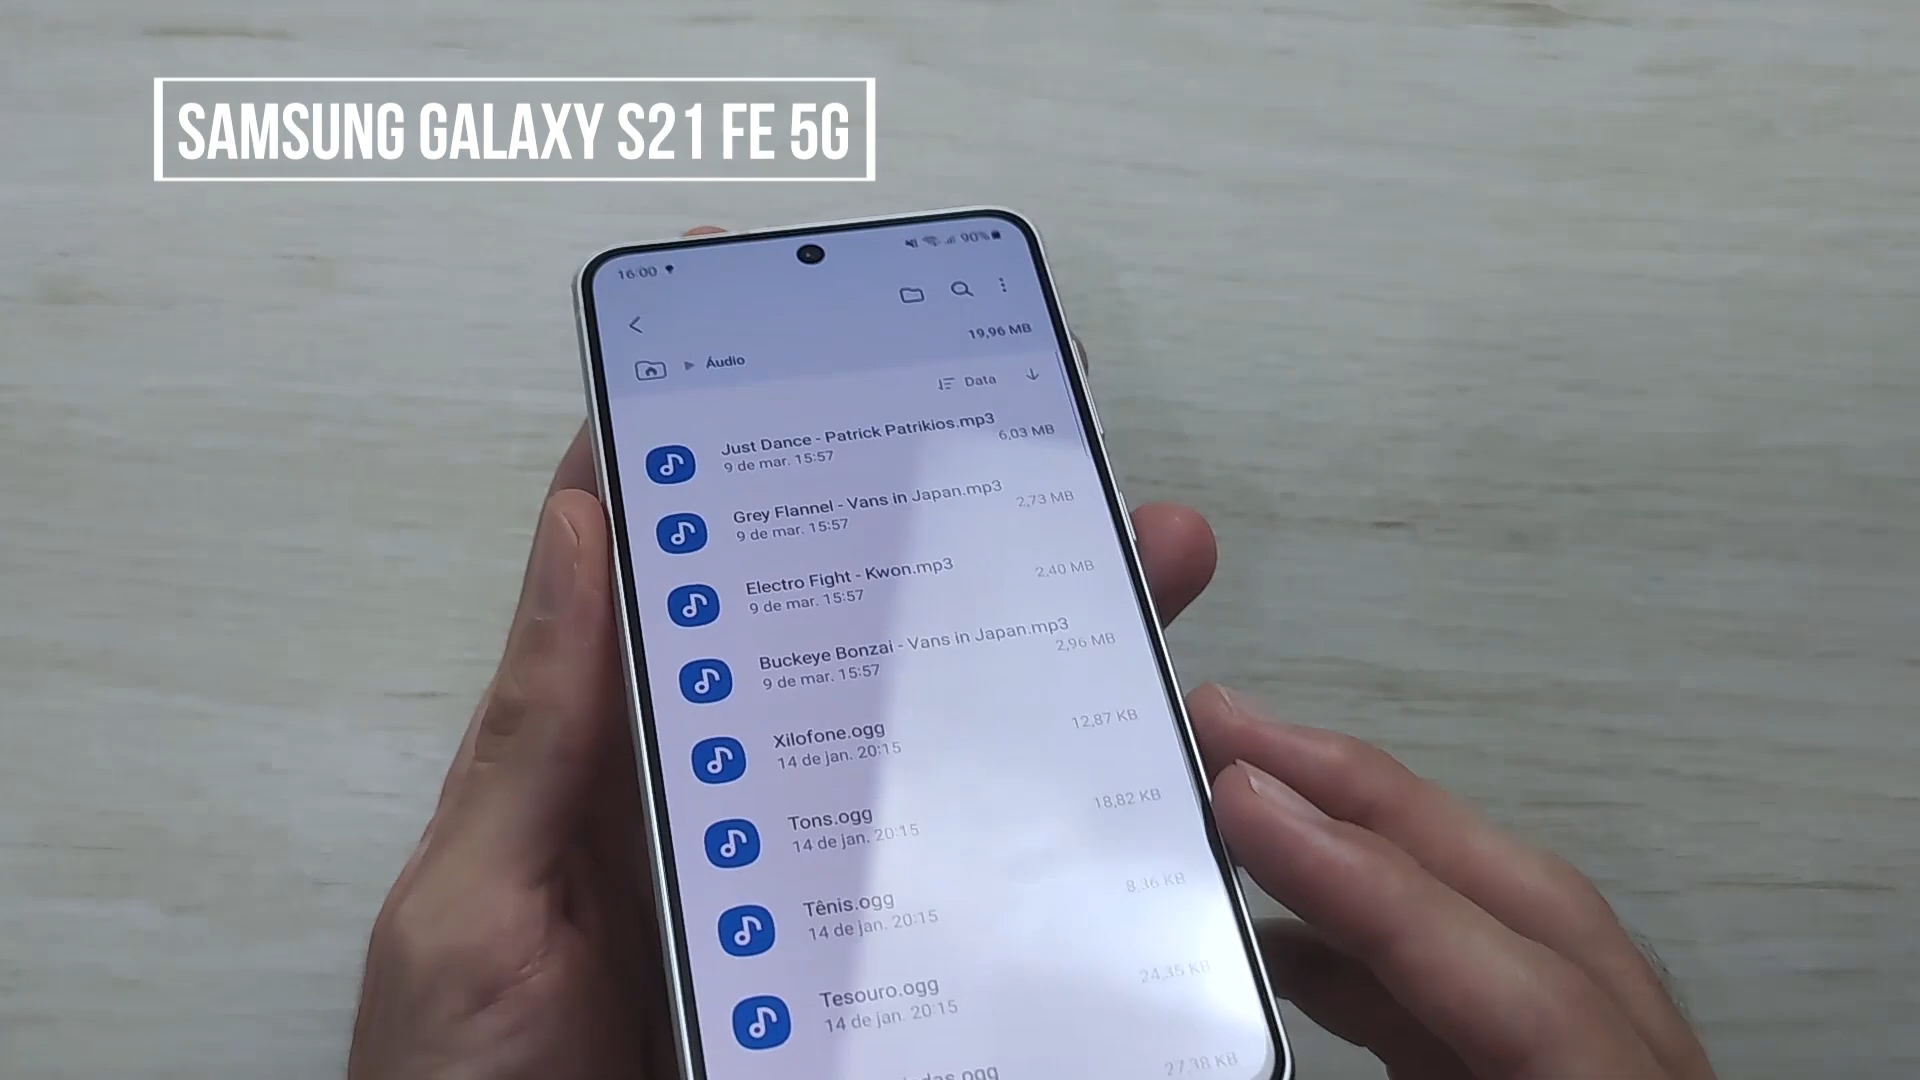 SAMSUNG GALAXY S21 FE 5G
16:00
90%
19,96 MB
Áudio
Data
Just Dance - Patrick Patrikios.mp3
9 de mar. 15:57
6,03 MB
Grey Flannel - Vans in Japan.mp3
9 de mar. 15:57
2,73 MB
Electro Fight - Kwon.mp3
9 de mar. 15:57
2,40 MB
Buckeye Bonzai - Vans in Japan.mp3
9 de mar. 15:57
2,96 MB
Xilofone.ogg
14 de jan. 20:15
12,87 KB
Tons.ogg
14 de jan. 20:15
18,82 KB
Tênis.ogg
14 de jan. 20:15
8,36 KB
Tesouro.ogg
14 de jan. 20:15
24,35 KB
27,38 KB